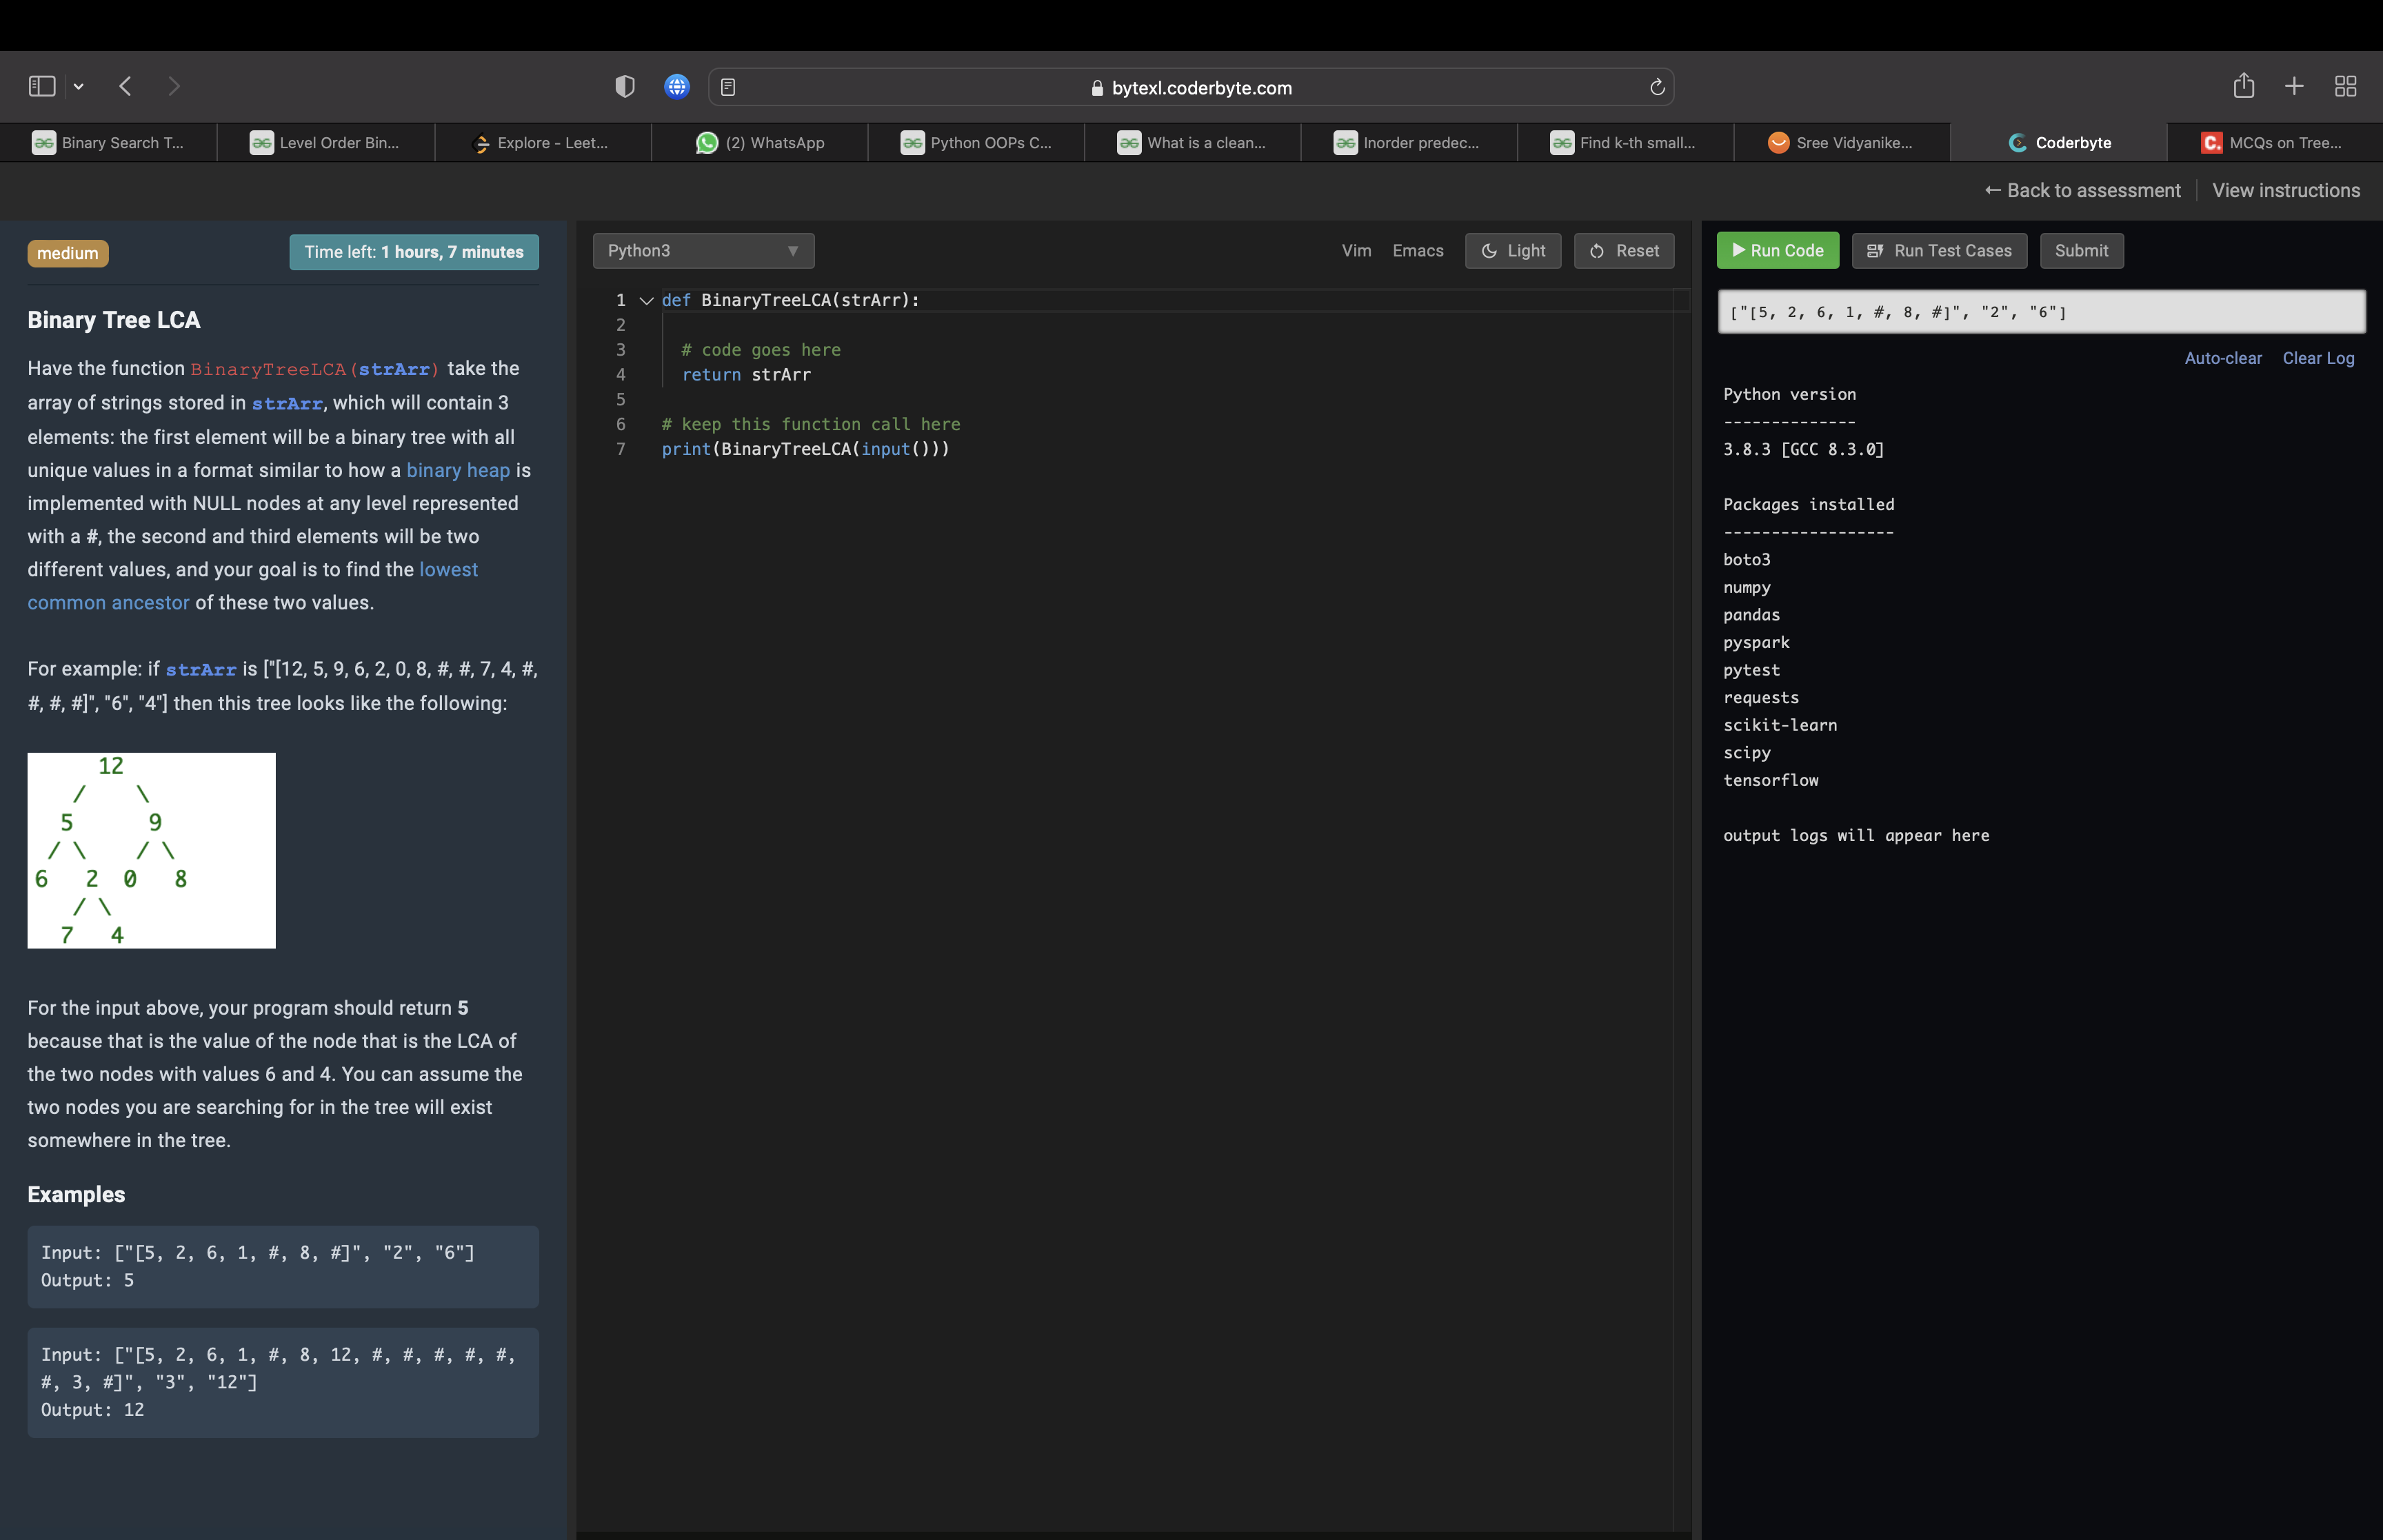 bytexl.coderbyte.com
Binary Search T...
Level Order Bin...
Explore - Leet...
(2) WhatsApp
Python OOPs C...
What is a clean...
Inorder predec...
Find k-th small...
Sree Vidyanike...
Coderbyte
MCQs on Tree...
← Back to assessment
View instructions
medium
Time left: 1 hours, 7 minutes
Binary Tree LCA
Have the function BinaryTreeLCA(strArr) take the
array of strings stored in strArr, which will contain 3
elements: the first element will be a binary tree with all
unique values in a format similar to how a binary heap is
implemented with NULL nodes at any level represented
with a #, the second and third elements will be two
different values, and your goal is to find the lowest
common ancestor of these two values.
For example: if strArr is ["[12, 5, 9, 6, 2, 0, 8, #, #, 7, 4, #,
#, #, #]", "6", "4"] then this tree looks like the following:
12
/ \
5 9
/ \ / \
6 2 0 8
/ \
7 4
For the input above, your program should return 5
because that is the value of the node that is the LCA of
the two nodes with values 6 and 4. You can assume the
two nodes you are searching for in the tree will exist
somewhere in the tree.
Examples
Input: ["[5, 2, 6, 1, #, 8, #]", "2", "6"]
Output: 5
Input: ["[5, 2, 6, 1, #, 8, 12, #, #, #, #, #,
#, 3, #]", "3", "12"]
Output: 12
Python3
Vim
Emacs
Light
Reset
1 def BinaryTreeLCA(strArr):
2
3 # code goes here
4 return strArr
5
6 # keep this function call here
7 print(BinaryTreeLCA(input()))
Run Code
Run Test Cases
Submit
["[5, 2, 6, 1, #, 8, #]", "2", "6"]
Auto-clear
Clear Log
Python version
--------------
3.8.3 [GCC 8.3.0]
Packages installed
------------------
boto3
numpy
pandas
pyspark
pytest
requests
scikit-learn
scipy
tensorflow
output logs will appear here